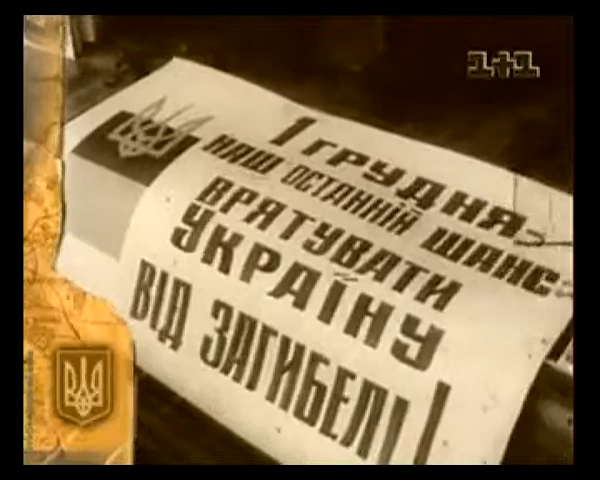 1+1
1 ГРУДНЯ-
НАШ ОСТАННІЙ ШАНС-
ВРЯТУВАТИ
УКРАЇНУ
ВІД ЗАГИБЕЛІ!